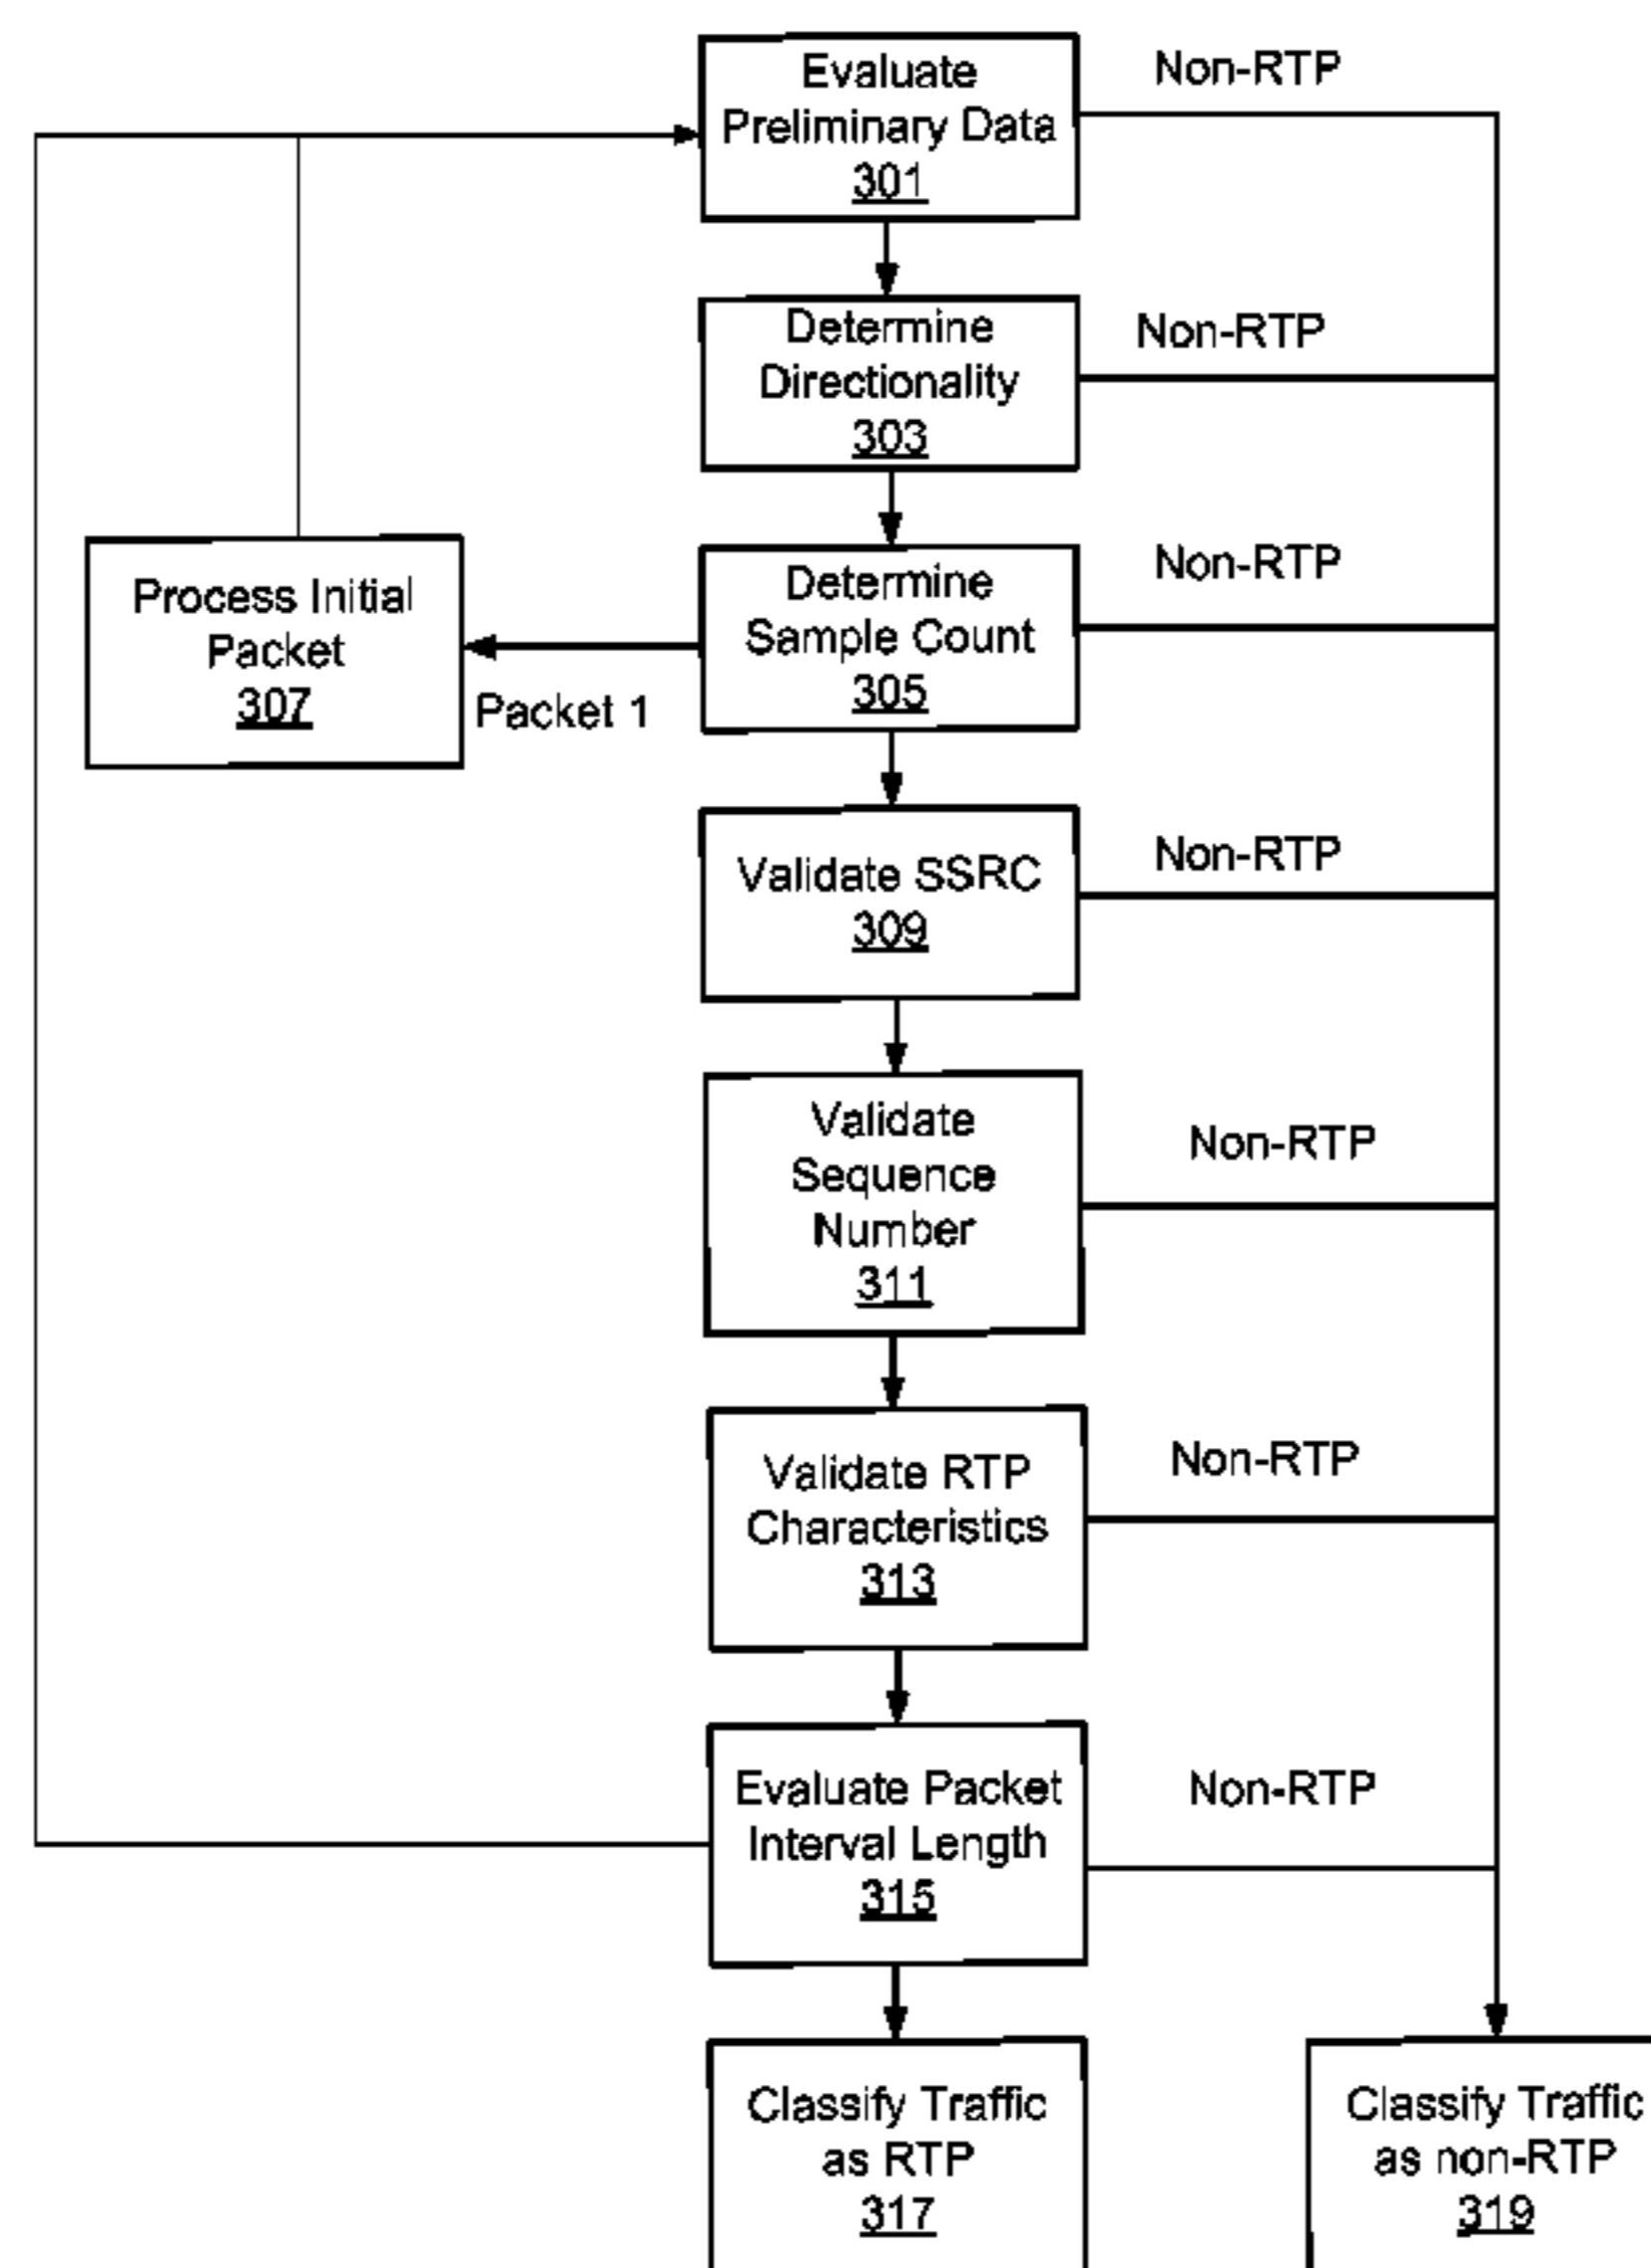 Evaluate
Preliminary Data
301
Non-RTP
Determine
Directionality
303
Non-RTP
Determine
Sample Count
305
Non-RTP
Process Initial
Packet
307
Packet 1
Validate SSRC
309
Non-RTP
Validate
Sequence
Number
311
Non-RTP
Validate RTP
Characteristics
313
Non-RTP
Evaluate Packet
Interval Length
315
Non-RTP
Classify Traffic
as RTP
317
Classify Traffic
as non-RTP
319